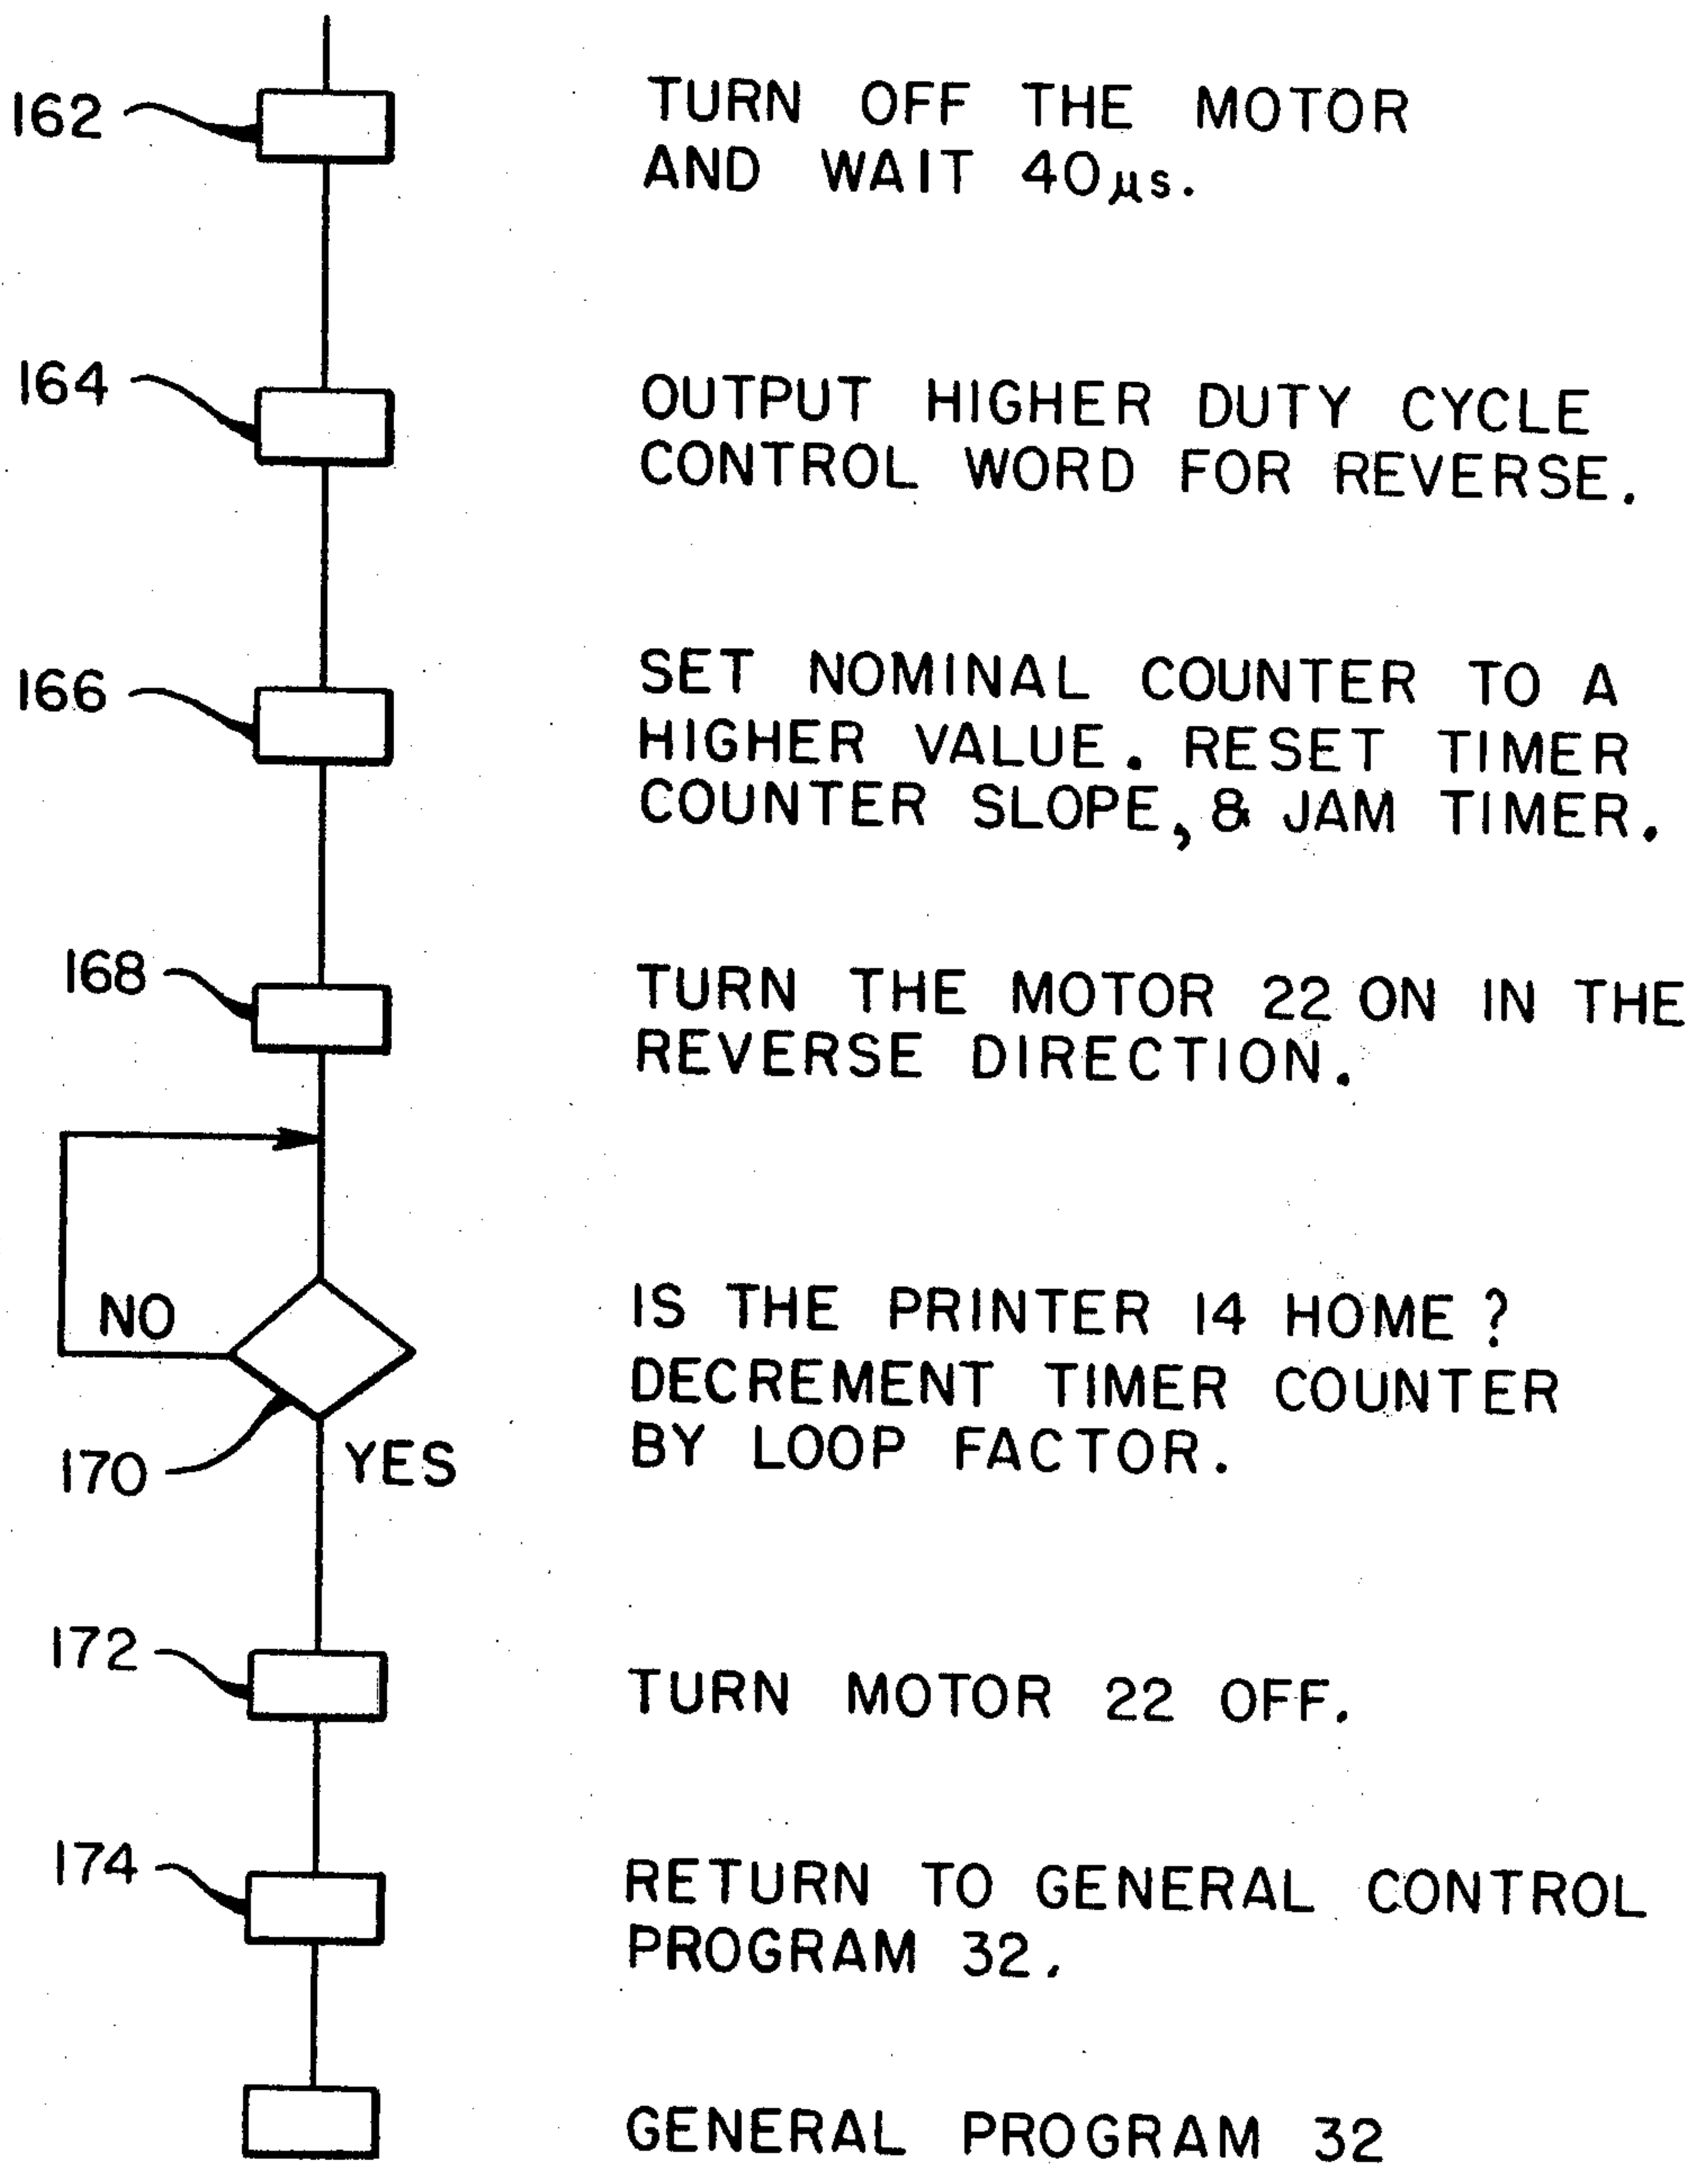 162
TURN OFF THE MOTOR
AND WAIT 40µs.
164
OUTPUT HIGHER DUTY CYCLE
CONTROL WORD FOR REVERSE.
166
SET NOMINAL COUNTER TO A
HIGHER VALUE. RESET TIMER
COUNTER SLOPE, & JAM TIMER.
168
TURN THE MOTOR 22 ON IN THE
REVERSE DIRECTION.
NO
IS THE PRINTER 14 HOME?
DECREMENT TIMER COUNTER
BY LOOP FACTOR.
170
YES
172
TURN MOTOR 22 OFF.
174
RETURN TO GENERAL CONTROL
PROGRAM 32.
GENERAL PROGRAM 32